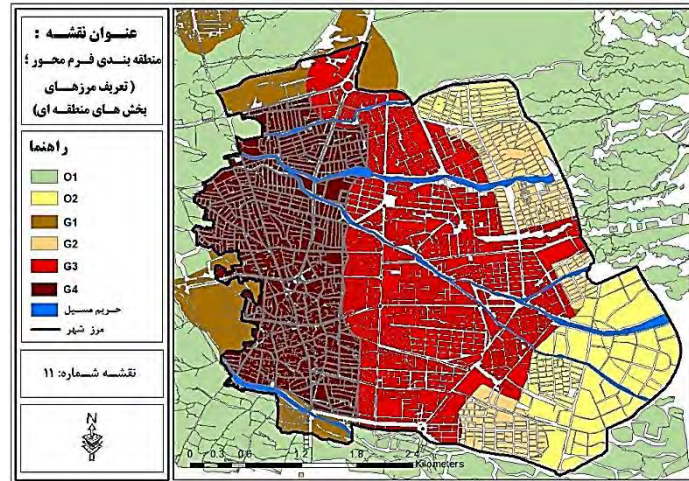 عنوان نقشه :
منطقه بندی فرم محور ؛
( تعریف مرزهای
بخش های منطقه ای)
راهنما
O1
O2
G1
G2
G3
G4
حریم مسیل
مرز شهر
نقشه شماره: ۱۱
N
0 0.3 0.6 1.2 1.8 2.4
Kilometers